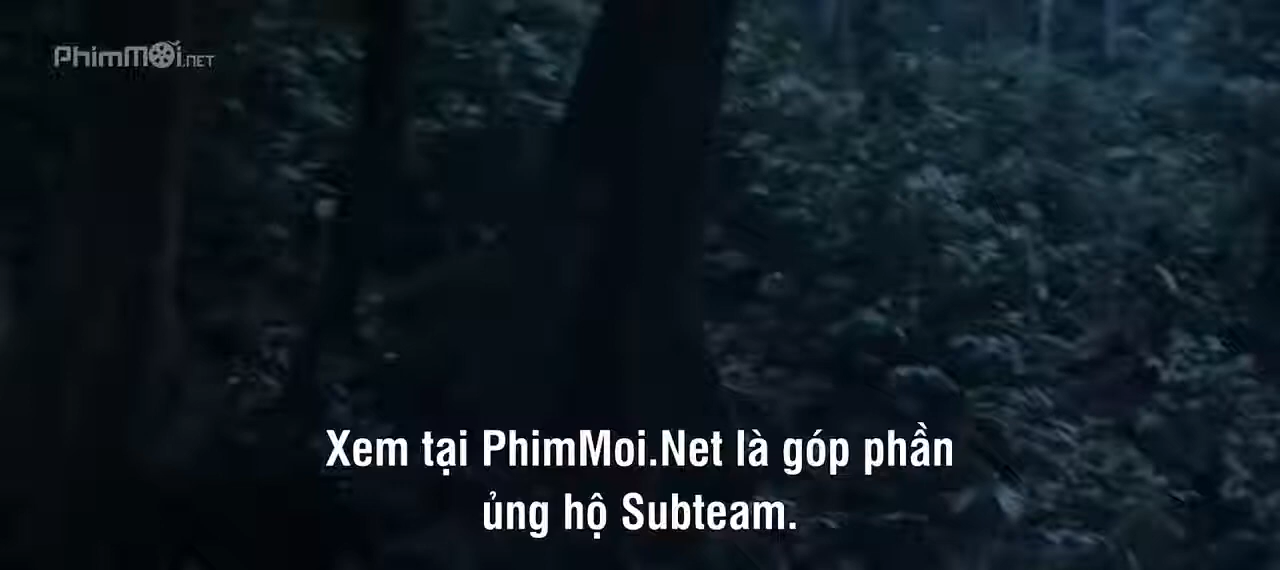 PhimMoi.NET
Xem tại PhimMoi.Net là góp phần
ủng hộ Subteam.